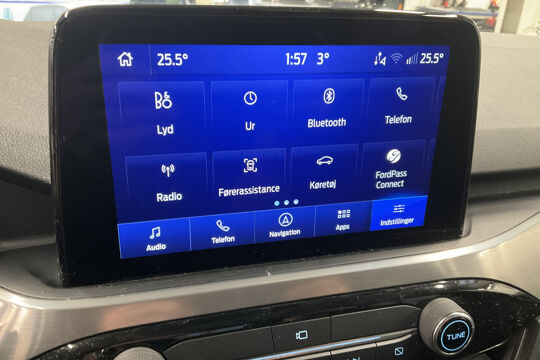 25.5° 1:57 3° 25.5°
B&O
Lyd Ur Bluetooth Telefon
Radio Førerassistance Køretøj FordPass Connect
Audio Telefon Navigation Apps Indstillinger
TUNE